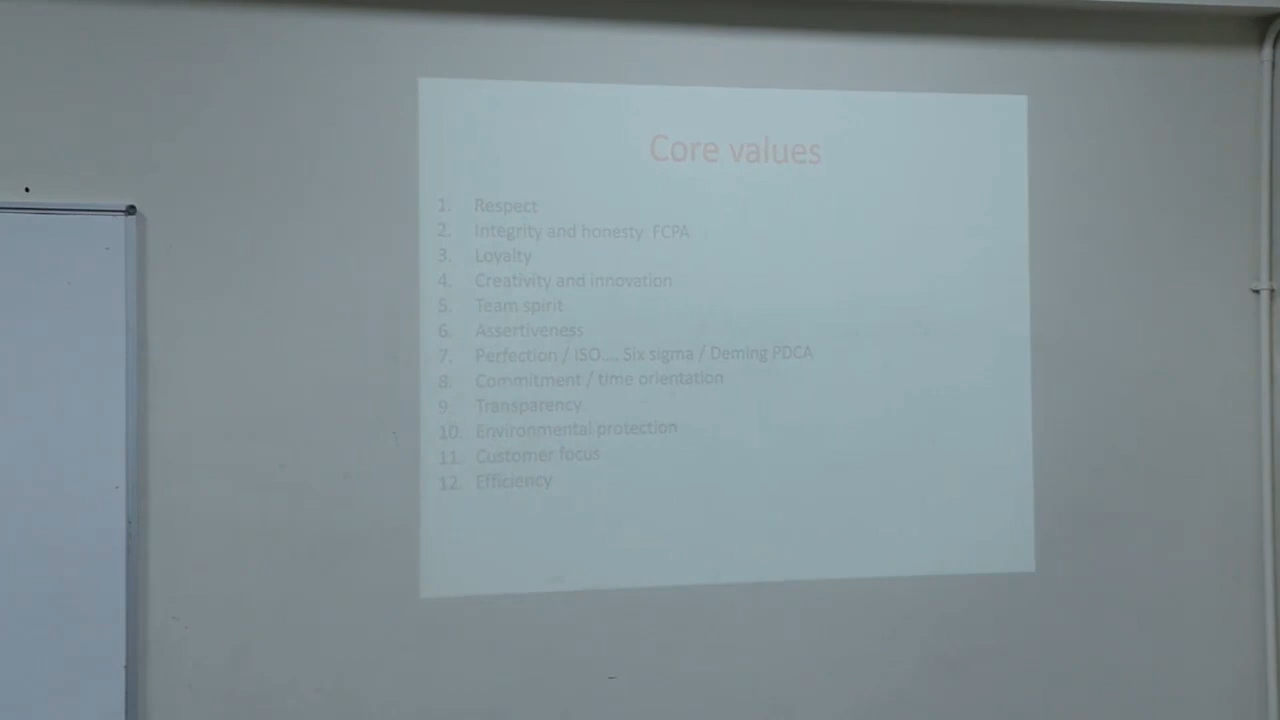 Core values
1. Respect
2. Integrity and honesty FCPA
3. Loyalty
4. Creativity and innovation
5. Team spirit
6. Assertiveness
7. Perfection / ISO.... Six sigma / Deming PDCA
8. Commitment / time orientation
9. Transparency
10. Environmental protection
11. Customer focus
12. Efficiency